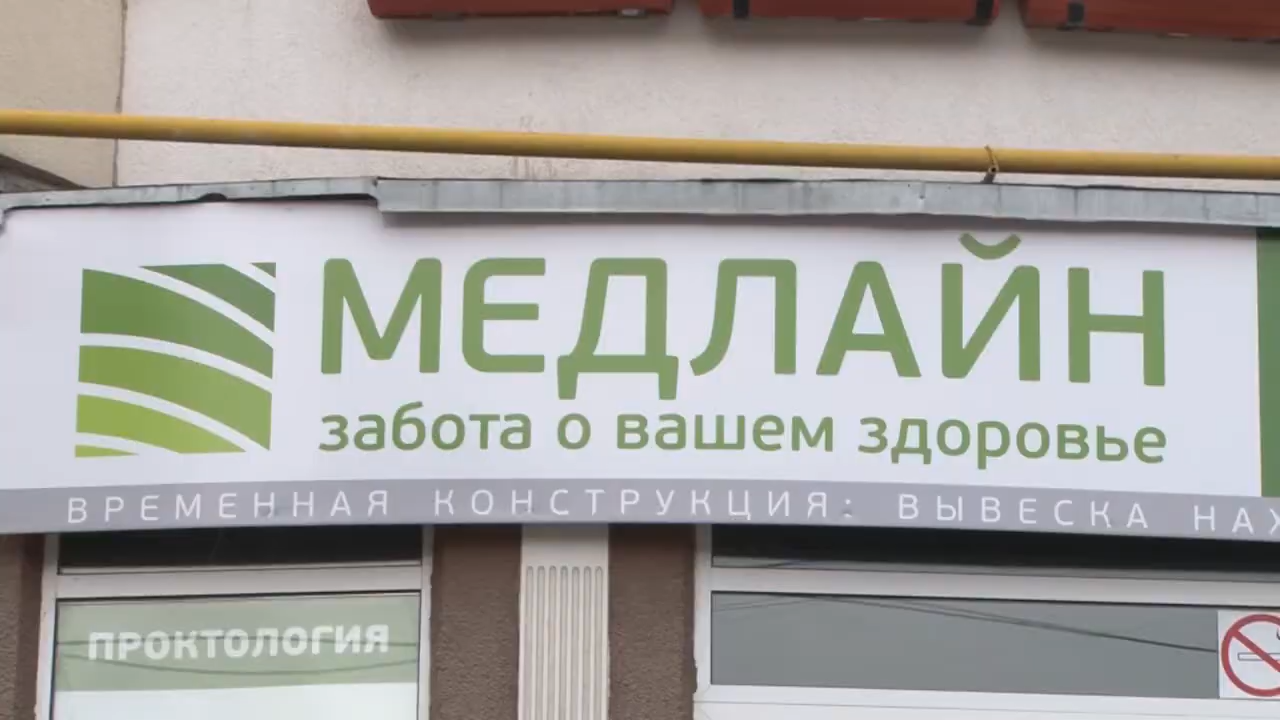 МЕДЛАЙН
забота о вашем здоровье
ВРЕМЕННАЯ КОНСТРУКЦИЯ: ВЫВЕСКА
ПРОКТОЛОГИЯ